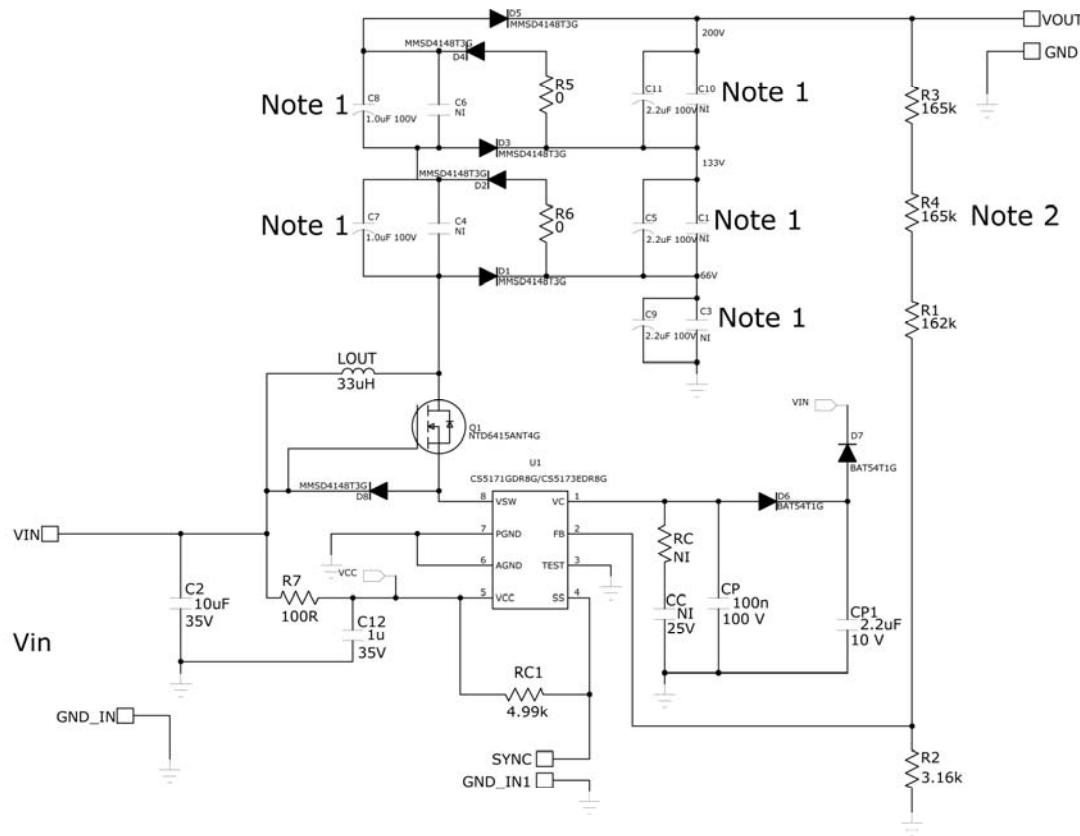 D5
MMSD4148T3G
200V
VOUT
GND
MMSD4148T3G
D4
R5
0
Note 1
C8
1.0uF 100V
C6
NI
C11
2.2uF 100V
C10
NI
Note 1
R3
165k
D3
MMSD4148T3G
133V
MMSD4148T3G
D2
R6
0
Note 1
C7
1.0uF 100V
C4
NI
C5
2.2uF 100V
C1
NI
Note 1
R4
165k
Note 2
D1
MMSD4148T3G
66V
C9
2.2uF 100V
C3
NI
Note 1
R1
162k
LOUT
33uH
Q1
NTD6415ANT4G
VIN
D7
BAT54T1G
U1
CS5171GDR8G/CS5173EDR8G
MMSD4148T3G
D8
8
VSW
VC
1
D6
BAT54T1G
VIN
7
PGND
FB
2
6
AGND
TEST
3
5
VCC
SS
4
RC
NI
R7
100R
VCC
C2
10uF
35V
C12
1u
35V
CC
NI
25V
CP
100n
100 V
CP1
2.2uF
10 V
Vin
RC1
4.99k
GND_IN
SYNC
GND_IN1
R2
3.16k